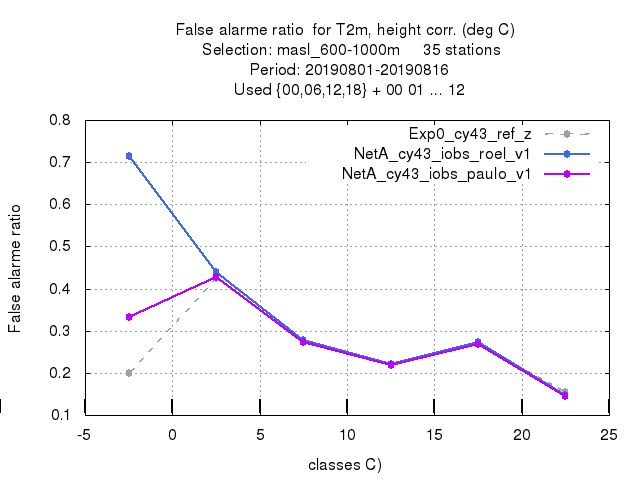 False alarme ratio  for T2m, height corr. (deg C)
Selection: masl_600-1000m     35 stations
Period: 20190801-20190816
Used {00,06,12,18} + 00 01 ... 12
Exp0_cy43_ref_z
NetA_cy43_iobs_roel_v1
NetA_cy43_iobs_paulo_v1
False alarme ratio
0.8
0.7
0.6
0.5
0.4
0.3
0.2
0.1
-5 0 5 10 15 20 25
classes C)